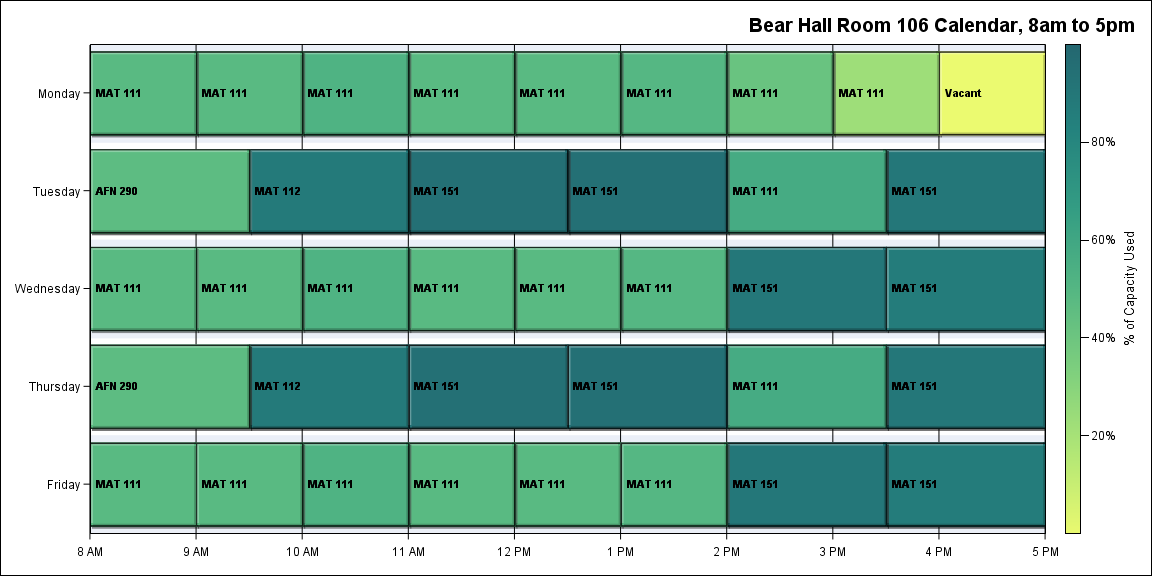 Bear Hall Room 106 Calendar, 8am to 5pm
Monday MAT 111 MAT 111 MAT 111 MAT 111 MAT 111 MAT 111 MAT 111 MAT 111 Vacant
Tuesday AFN 290 MAT 112 MAT 151 MAT 151 MAT 111 MAT 151
Wednesday MAT 111 MAT 111 MAT 111 MAT 111 MAT 111 MAT 111 MAT 151 MAT 151
Thursday AFN 290 MAT 112 MAT 151 MAT 151 MAT 111 MAT 151
Friday MAT 111 MAT 111 MAT 111 MAT 111 MAT 111 MAT 111 MAT 151 MAT 151
8 AM 9 AM 10 AM 11 AM 12 PM 1 PM 2 PM 3 PM 4 PM 5 PM
80%
60%
40%
20%
% of Capacity Used